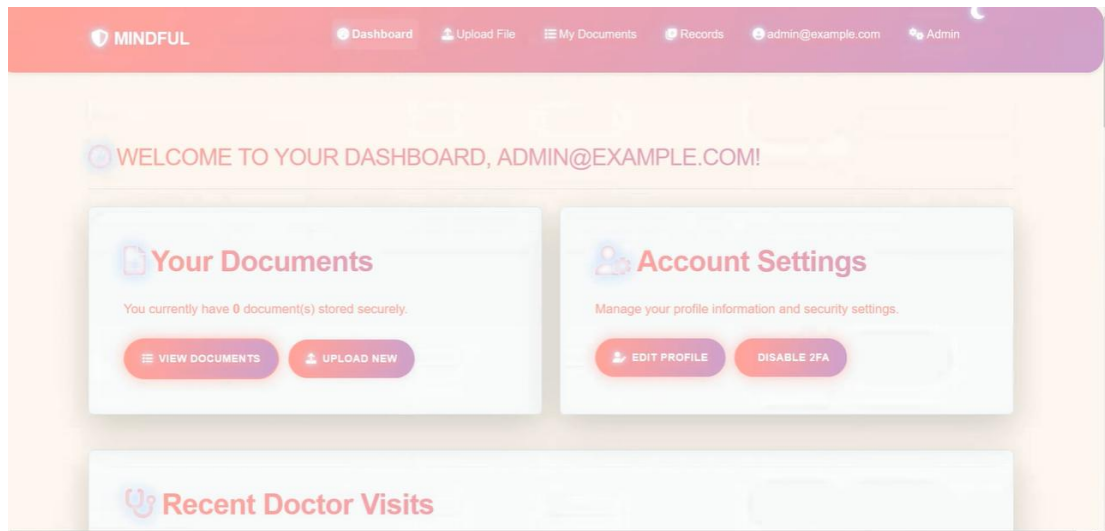 MINDFUL Dashboard Upload File My Documents Records admin@example.com Admin
WELCOME TO YOUR DASHBOARD, ADMIN@EXAMPLE.COM!
Your Documents
You currently have 0 document(s) stored securely.
VIEW DOCUMENTS UPLOAD NEW
Account Settings
Manage your profile information and security settings.
EDIT PROFILE DISABLE 2FA
Recent Doctor Visits